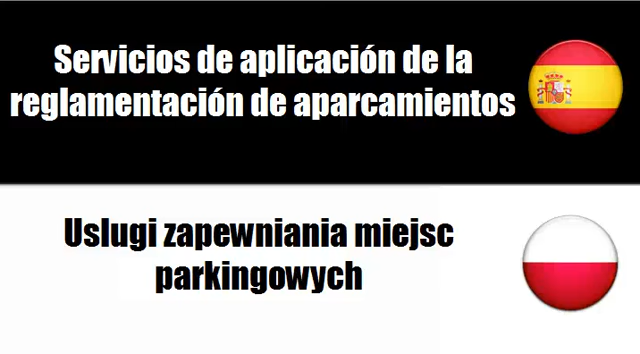 Servicios de aplicación de la
reglamentación de aparcamientos
Uslugi zapewniania miejsc
parkingowych